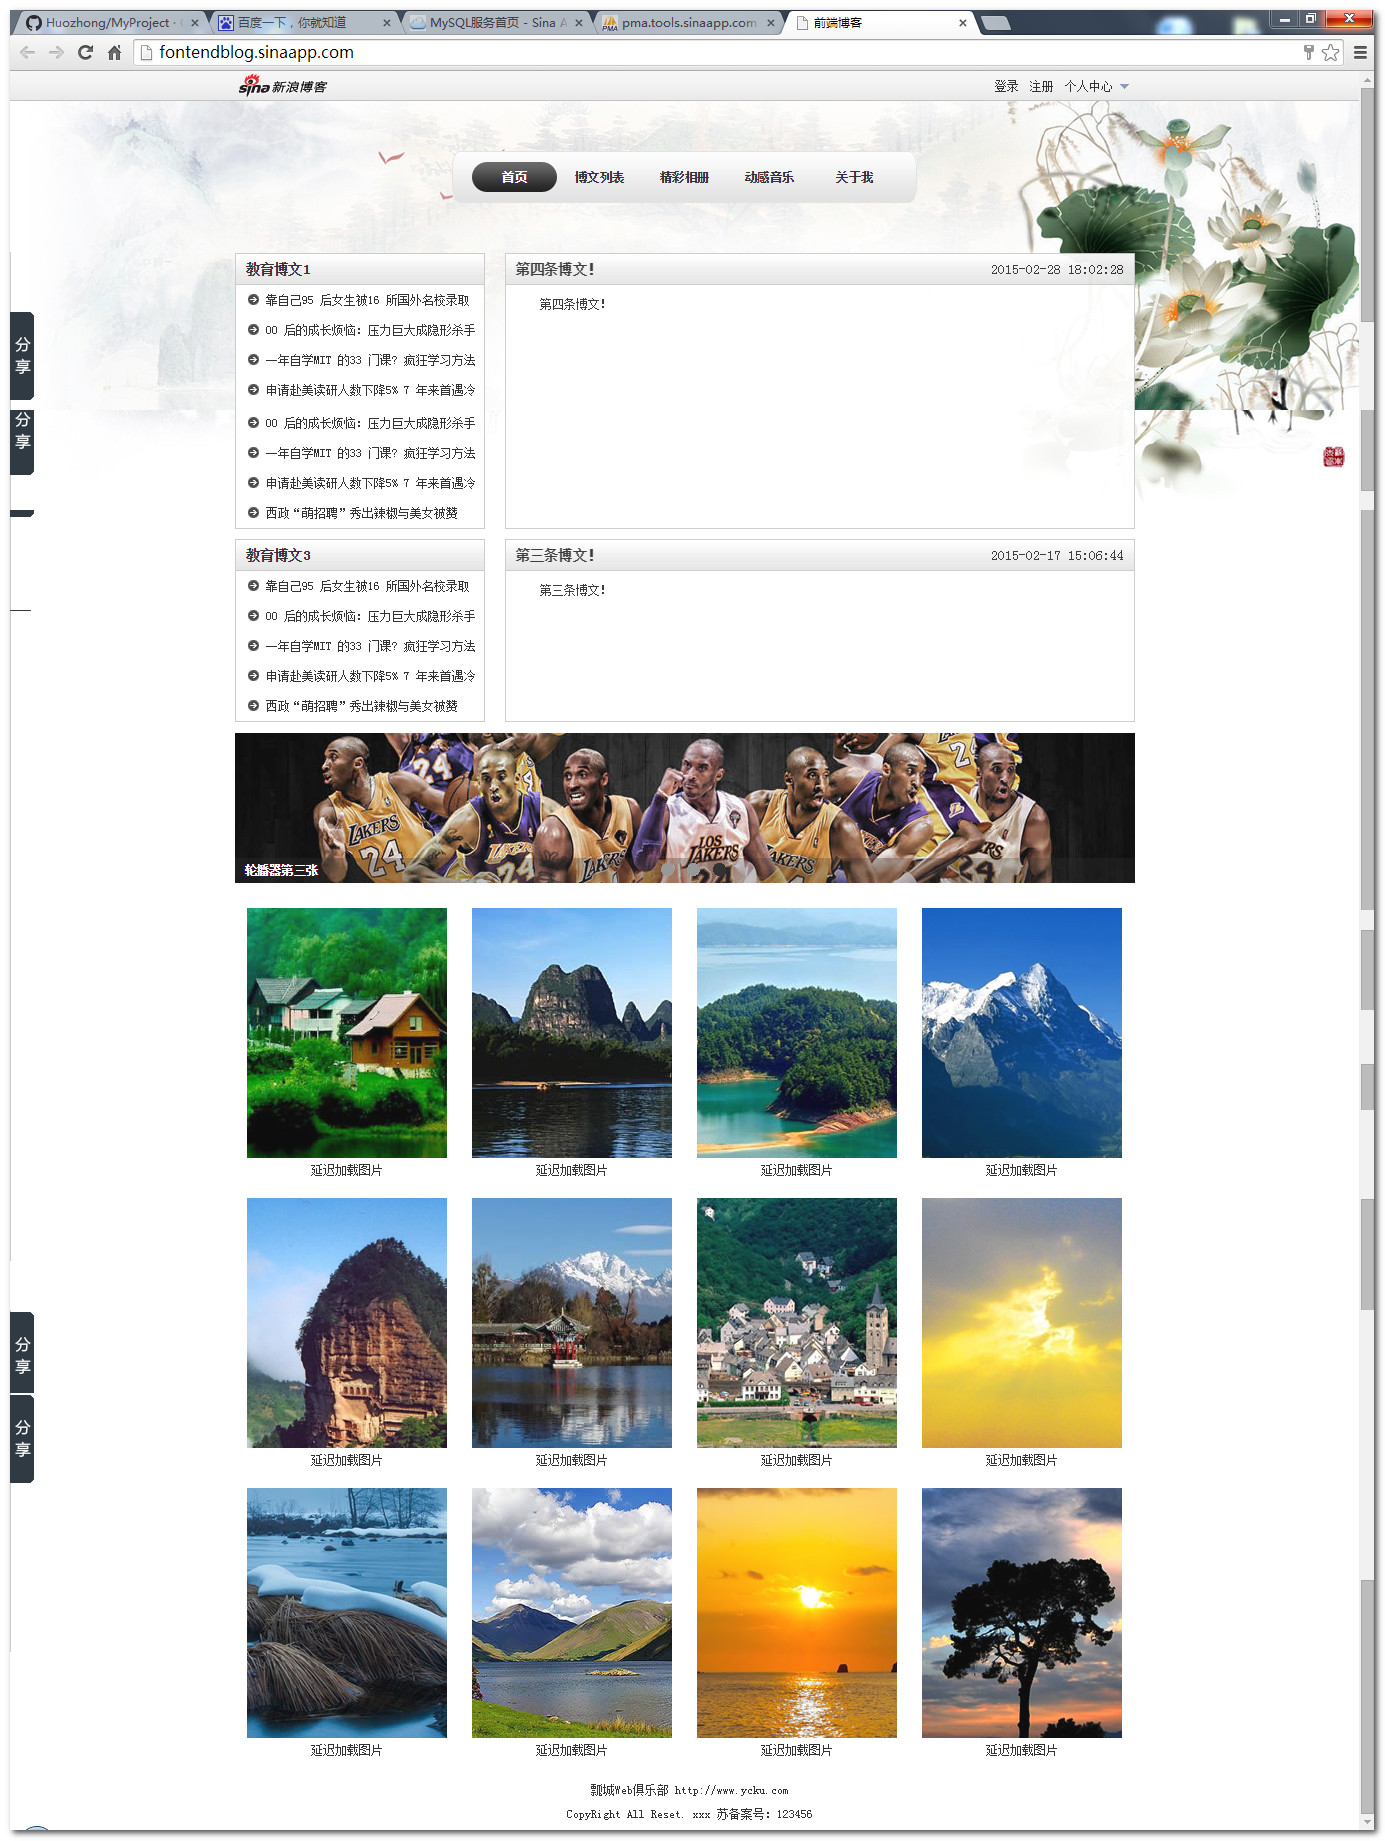 Huozhong/MyProject ·
百度一下，你就知道
MySQL服务首页 - Sina A
pma.tools.sinaapp.com
前端博客
fontendblog.sinaapp.com
sina 新浪博客
登录 注册 个人中心
首页 博文列表 精彩相册 动感音乐 关于我
教育博文1
靠自己95 后女生被16 所国外名校录取
00 后的成长烦恼: 压力巨大成隐形杀手
一年自学MIT 的33 门课? 疯狂学习方法
申请赴美读研人数下降5% 7 年来首遇冷
00 后的成长烦恼: 压力巨大成隐形杀手
一年自学MIT 的33 门课? 疯狂学习方法
申请赴美读研人数下降5% 7 年来首遇冷
西政“萌招聘”秀出辣椒与美女被赞
第四条博文! 2015-02-28 18:02:28
第四条博文!
分享
分享
教育博文3
靠自己95 后女生被16 所国外名校录取
00 后的成长烦恼: 压力巨大成隐形杀手
一年自学MIT 的33 门课? 疯狂学习方法
申请赴美读研人数下降5% 7 年来首遇冷
西政“萌招聘”秀出辣椒与美女被赞
第三条博文! 2015-02-17 15:06:44
第三条博文!
24
LAKERS
24
LOS
LAKERS
LAKERS
24
轮播器第三张
延迟加载图片 延迟加载图片 延迟加载图片 延迟加载图片
延迟加载图片 延迟加载图片 延迟加载图片 延迟加载图片
分享
分享
延迟加载图片 延迟加载图片 延迟加载图片 延迟加载图片
瓢城Web俱乐部 http://www.ycku.com
CopyRight All Reset. xxx 苏备案号: 123456